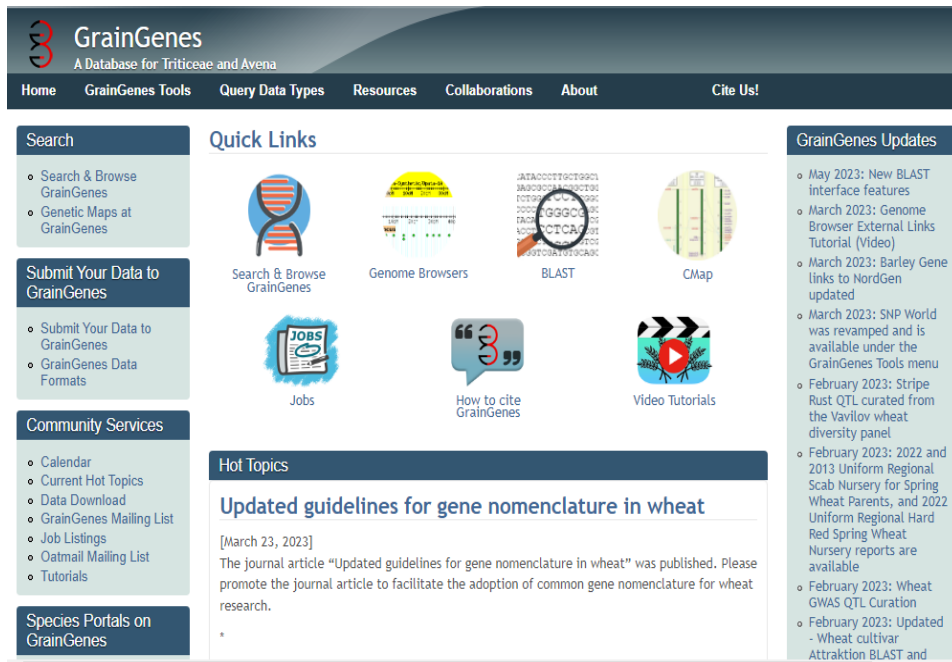 GrainGenes
A Database for Triticeae and Avena
Home GrainGenes Tools Query Data Types Resources Collaborations About Cite Us!
Search
Search & Browse
GrainGenes
Genetic Maps at
GrainGenes
Submit Your Data to
GrainGenes
Submit Your Data to
GrainGenes
GrainGenes Data
Formats
Community Services
Calendar
Current Hot Topics
Data Download
GrainGenes Mailing List
Job Listings
Oatmail Mailing List
Tutorials
Species Portals on
GrainGenes
Quick Links
Search & Browse
GrainGenes
Genome Browsers
BLAST
CMap
JOBS
Jobs
How to cite
GrainGenes
Video Tutorials
Hot Topics
Updated guidelines for gene nomenclature in wheat
[March 23, 2023]
The journal article “Updated guidelines for gene nomenclature in wheat” was published. Please
promote the journal article to facilitate the adoption of common gene nomenclature for wheat
research.
*
GrainGenes Updates
May 2023: New BLAST
interface features
March 2023: Genome
Browser External Links
Tutorial (Video)
March 2023: Barley Gene
links to NordGen
updated
March 2023: SNP World
was revamped and is
available under the
GrainGenes Tools menu
February 2023: Stripe
Rust QTL curated from
the Vavilov wheat
diversity panel
February 2023: 2022 and
2013 Uniform Regional
Scab Nursery for Spring
Wheat Parents, and 2022
Uniform Regional Hard
Red Spring Wheat
Nursery reports are
available
February 2023: Wheat
GWAS QTL Curation
February 2023: Updated
- Wheat cultivar
Attraktion BLAST and